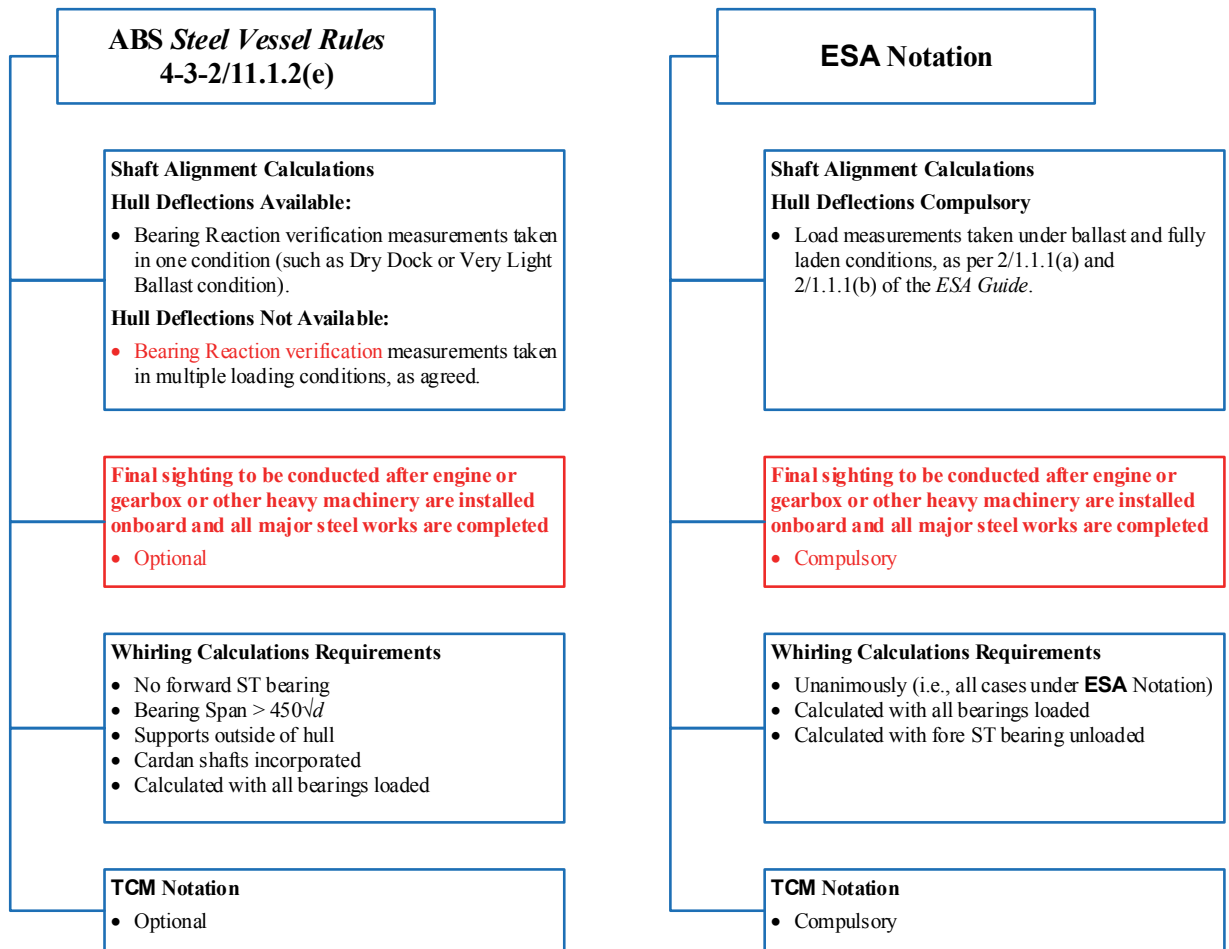 ABS Steel Vessel Rules
4-3-2/11.1.2(e)
Shaft Alignment Calculations
Hull Deflections Available:
• Bearing Reaction verification measurements taken
in one condition (such as Dry Dock or Very Light
Ballast condition).
Hull Deflections Not Available:
• Bearing Reaction verification measurements taken
in multiple loading conditions, as agreed.
Final sighting to be conducted after engine or
gearbox or other heavy machinery are installed
onboard and all major steel works are completed
• Optional
Whirling Calculations Requirements
• No forward ST bearing
• Bearing Span > 450√d
• Supports outside of hull
• Cardan shafts incorporated
• Calculated with all bearings loaded
TCM Notation
• Optional
ESA Notation
Shaft Alignment Calculations
Hull Deflections Compulsory
• Load measurements taken under ballast and fully
laden conditions, as per 2/1.1.1(a) and
2/1.1.1(b) of the ESA Guide.
Final sighting to be conducted after engine or
gearbox or other heavy machinery are installed
onboard and all major steel works are completed
• Compulsory
Whirling Calculations Requirements
• Unanimously (i.e., all cases under ESA Notation)
• Calculated with all bearings loaded
• Calculated with fore ST bearing unloaded
TCM Notation
• Compulsory